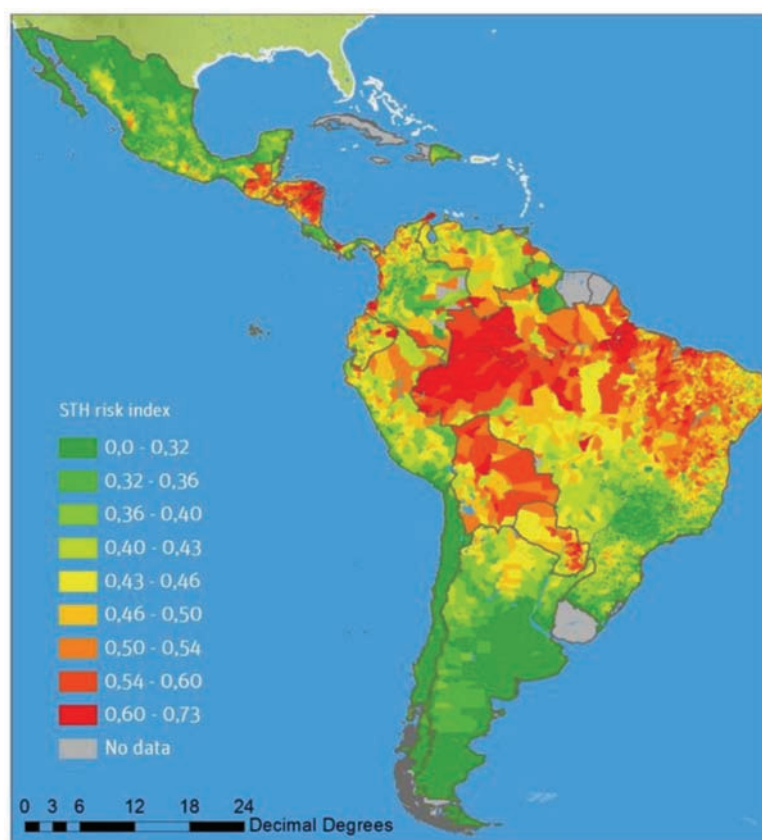 STH risk index
0,0 - 0,32
0,32 - 0,36
0,36 - 0,40
0,40 - 0,43
0,43 - 0,46
0,46 - 0,50
0,50 - 0,54
0,54 - 0,60
0,60 - 0,73
No data
0 3 6 12 18 24
Decimal Degrees